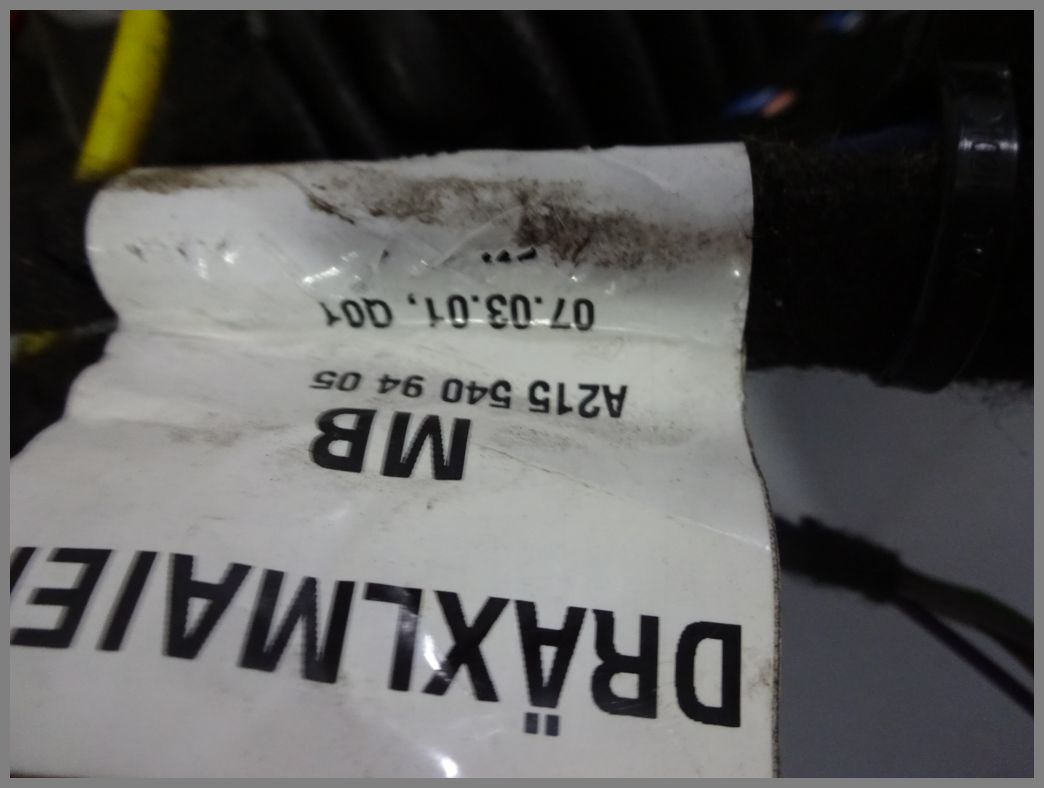 DRÄXLMAIER
MB
A215 540 94 05
07.03.01, Q01